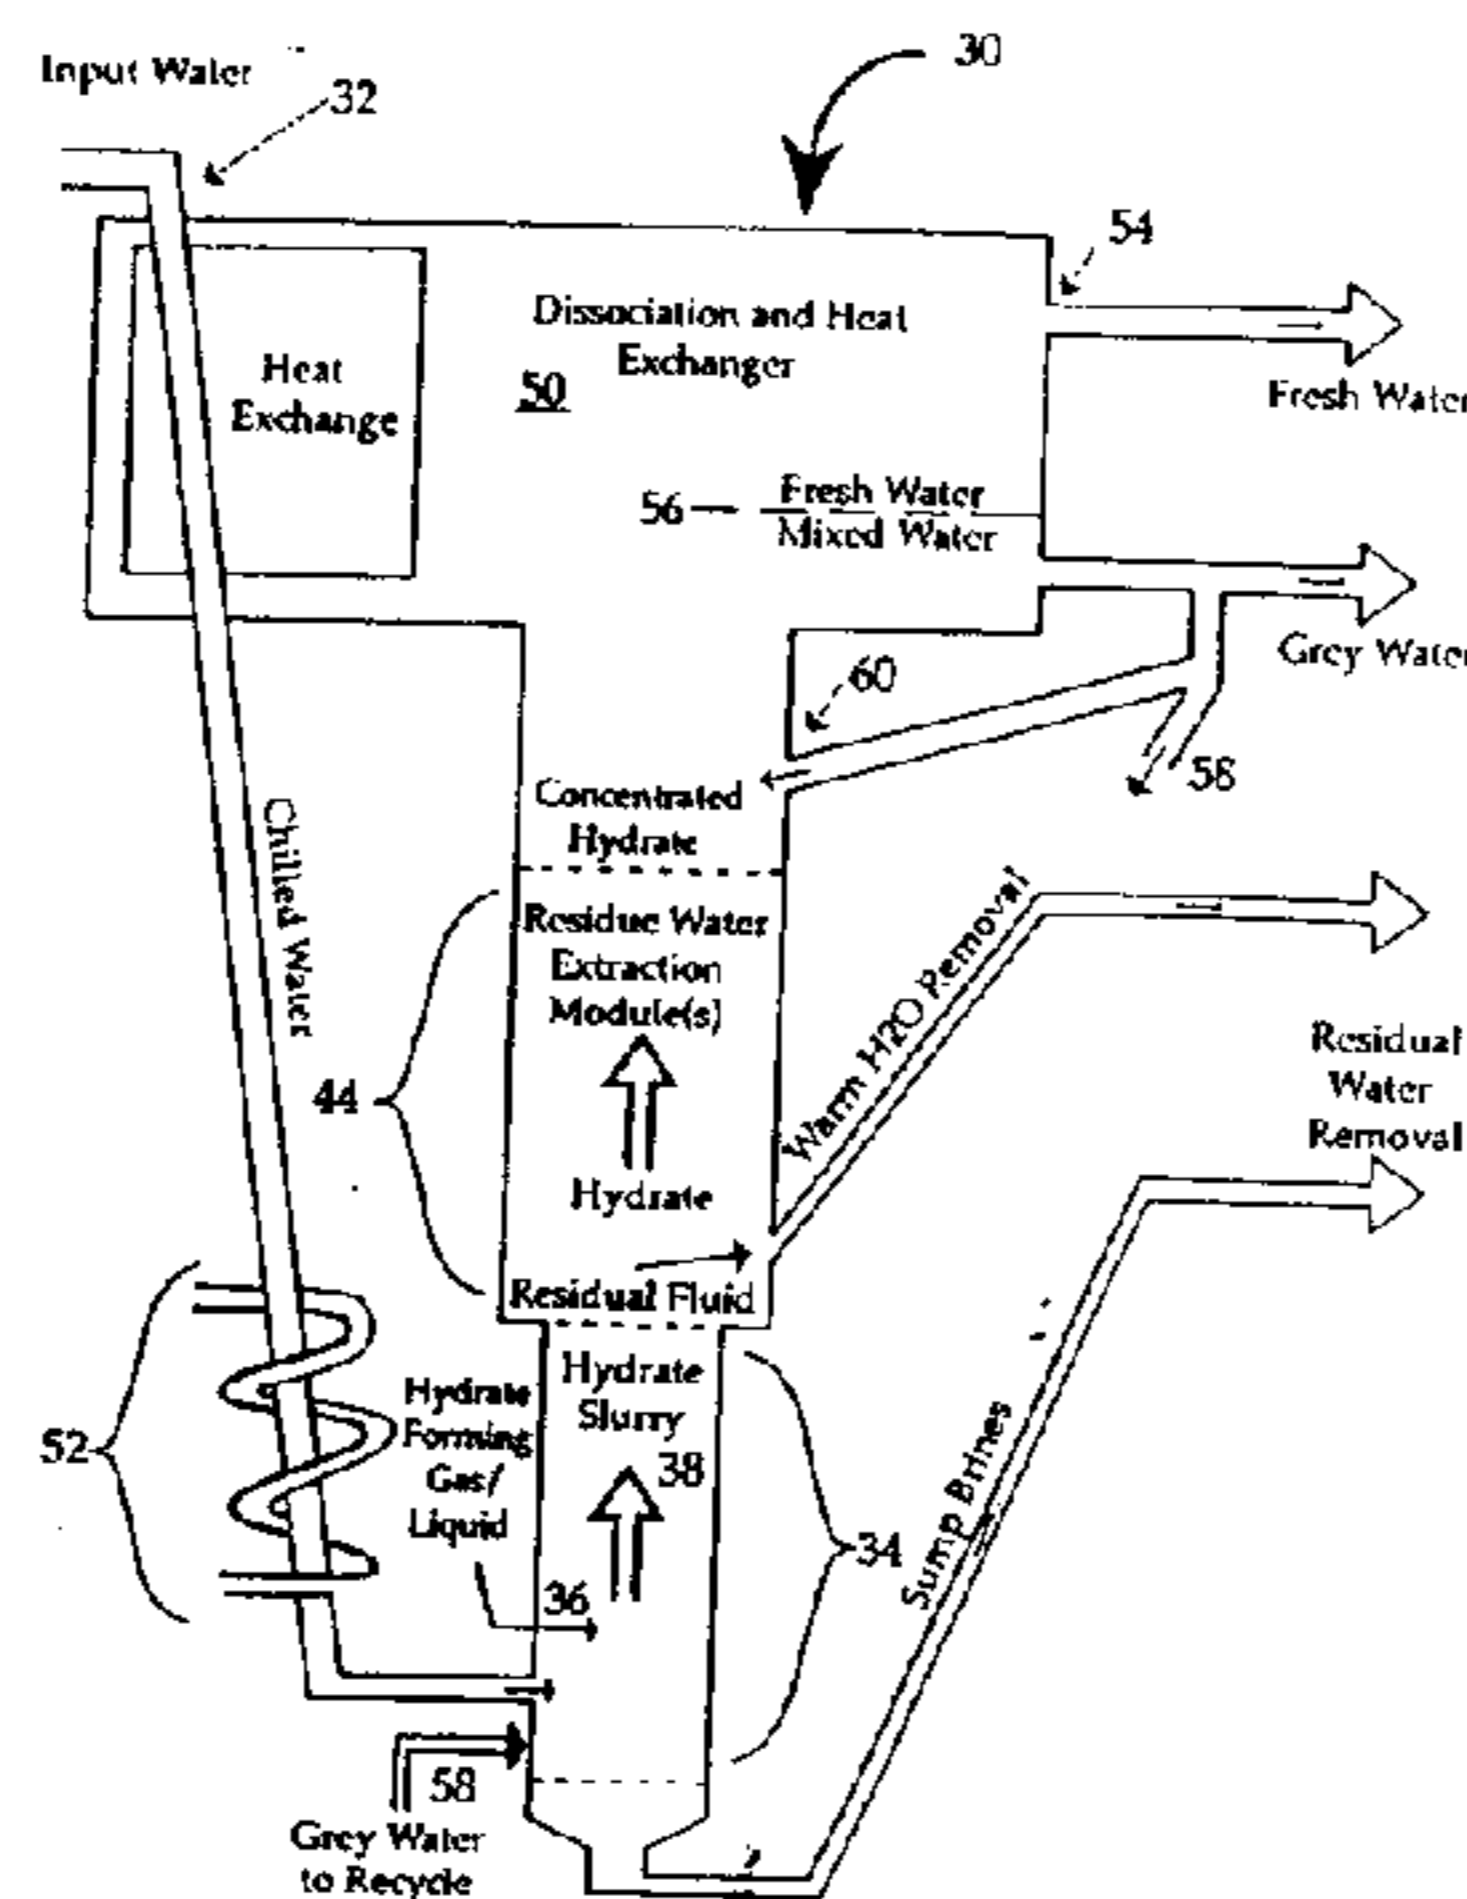 Input Water
32
30
54
Dissociation and Heat
Exchanger
50
Heat
Exchange
Fresh Water
56
Fresh Water
Mixed Water
Grey Water
60
58
Concentrated
Hydrate
Chilled Water
Residue Water
Extraction
Module(s)
44
Warm H2O Removal
Residual
Water
Removal
Hydrate
Residual Fluid
Hydrate
Slurry
38
52
Hydrate
Forming
Gas/
Liquid
34
Sump Brines
36
58
Grey Water
to Recycle